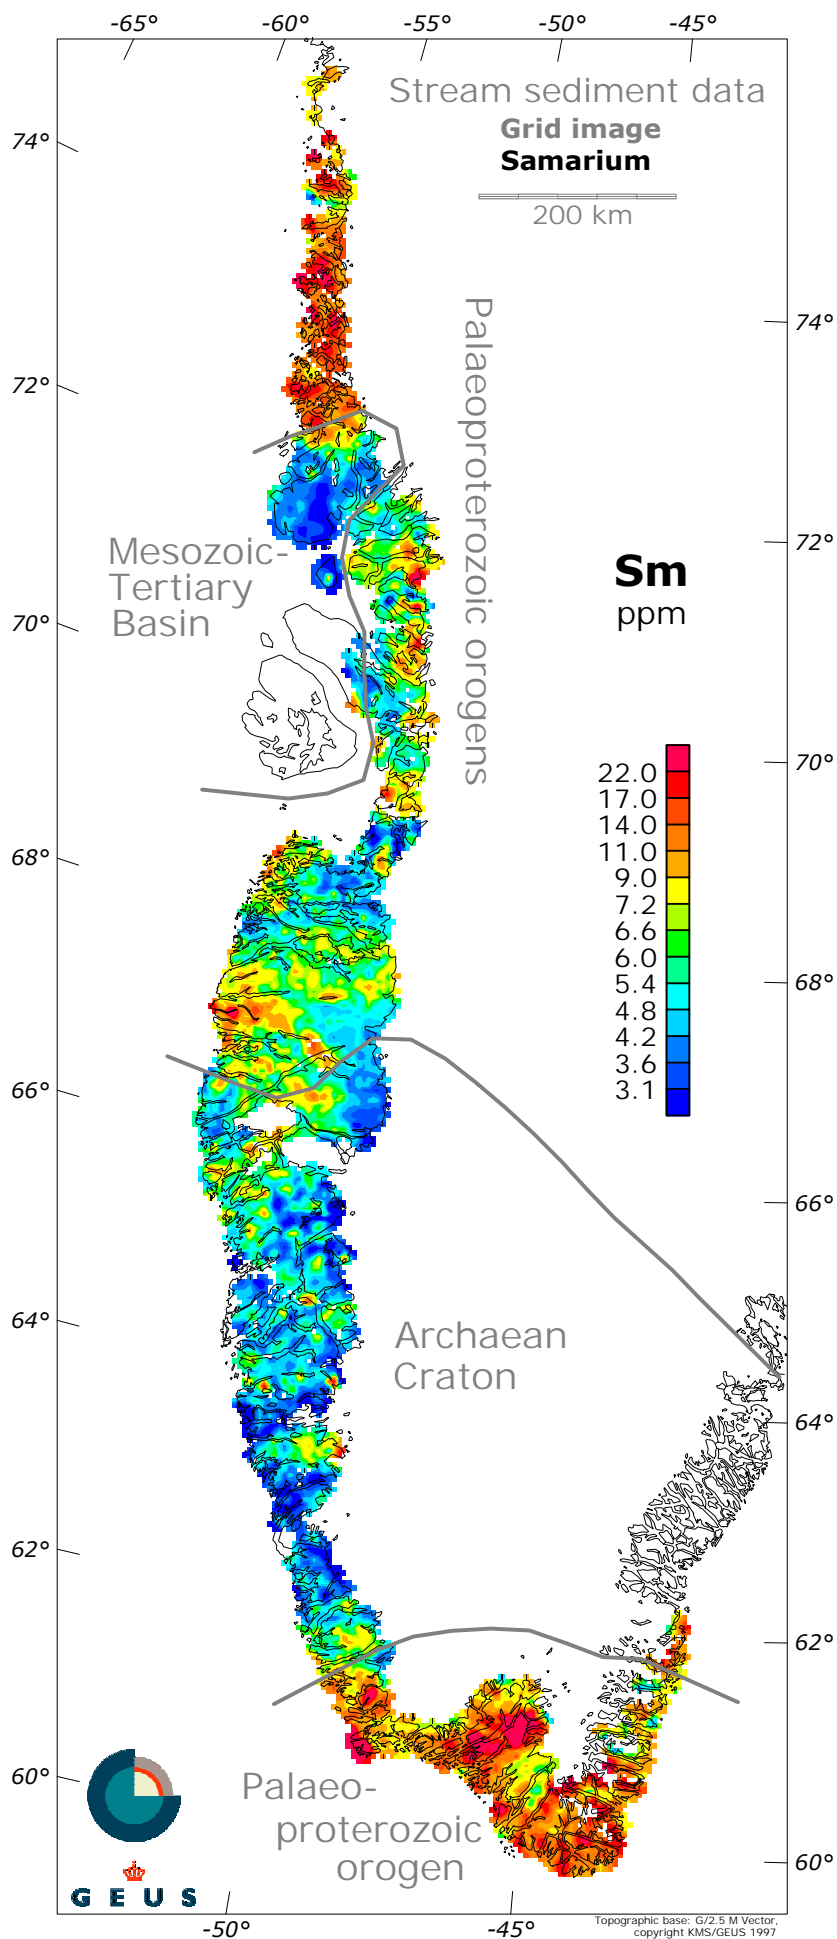 -65° -60° -55° -50° -45°
Stream sediment data
Grid image
Samarium
200 km
74°
74°
72°
72°
70°
70°
68°
68°
66°
66°
64°
64°
62°
62°
60°
60°
Palaeoproterozoic orogens
Mesozoic-
Tertiary
Basin
Sm
ppm
22.0
17.0
14.0
11.0
9.0
7.2
6.6
6.0
5.4
4.8
4.2
3.6
3.1
Archaean
Craton
Palaeo-
proterozoic
orogen
G E U S
-50° -45°
Topographic base: G/2.5 M Vector,
copyright KMS/GEUS 1997